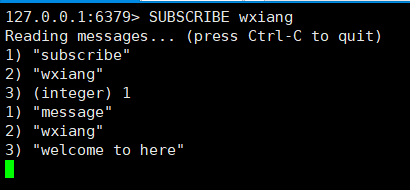 127.0.0.1:6379> SUBSCRIBE wxiang
Reading messages... (press Ctrl-C to quit)
1) "subscribe"
2) "wxiang"
3) (integer) 1
1) "message"
2) "wxiang"
3) "welcome to here"